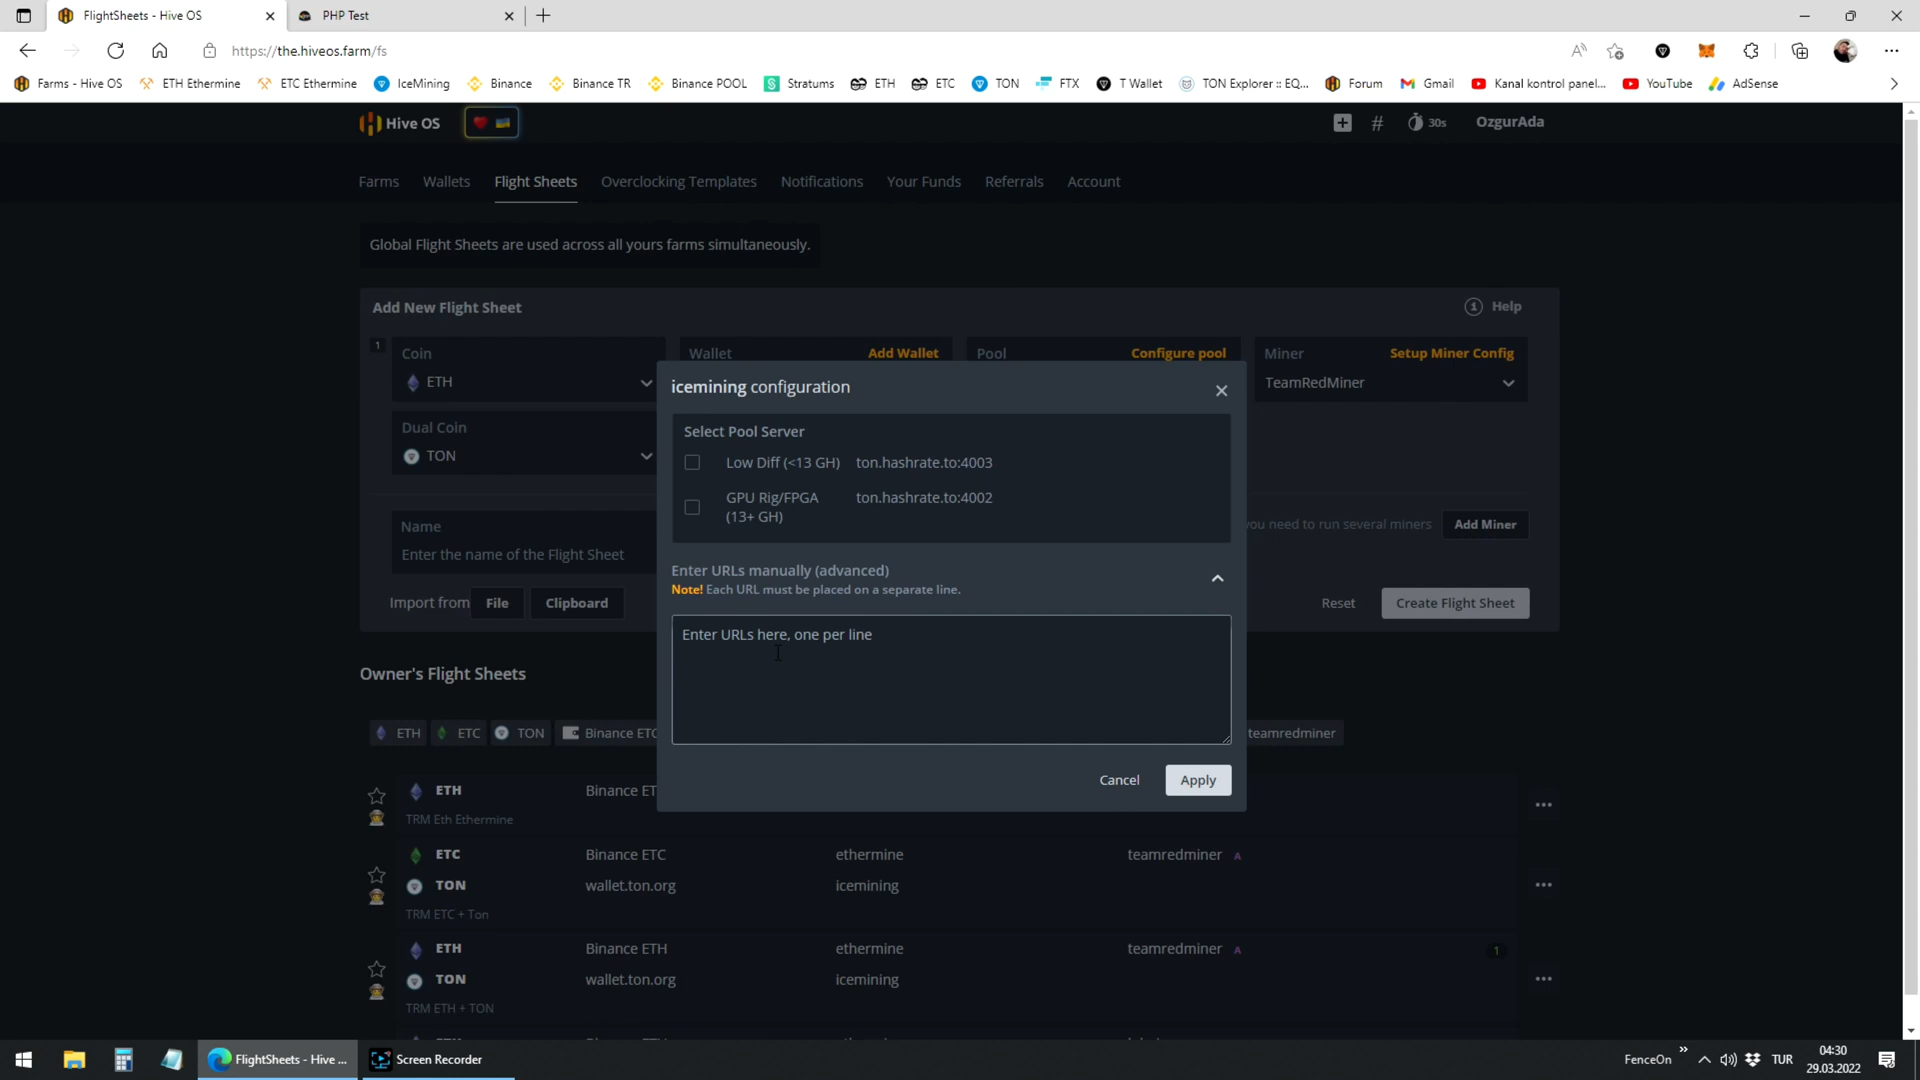 FlightSheets - Hive OS
PHP Test
https://the.hiveos.farm/fs
Farms - Hive OS
ETH Ethermine
ETC Ethermine
IceMining
Binance
Binance TR
Binance POOL
Stratums
ETH
ETC
TON
FTX
T Wallet
TON Explorer :: EQ...
Forum
Gmail
Kanal kontrol panel...
YouTube
AdSense
Hive OS
30s
OzgurAda
Farms
Wallets
Flight Sheets
Overclocking Templates
Notifications
Your Funds
Referrals
Account
Global Flight Sheets are used across all yours farms simultaneously.
Add New Flight Sheet
Help
1
Coin
ETH
Wallet
Add Wallet
Pool
Configure pool
Miner
Setup Miner Config
TeamRedMiner
Dual Coin
TON
icemining configuration
Select Pool Server
Low Diff (<13 GH) ton.hashrate.to:4003
GPU Rig/FPGA ton.hashrate.to:4002
(13+ GH)
Enter URLs manually (advanced)
Note! Each URL must be placed on a separate line.
Enter URLs here, one per line
Cancel
Apply
Name
Enter the name of the Flight Sheet
you need to run several miners
Add Miner
Import from
File
Clipboard
Reset
Create Flight Sheet
Owner's Flight Sheets
ETH
ETC
TON
Binance ETC
teamredminer
ETH
Binance ET
TRM Eth Ethermine
ETC
Binance ETC
ethermine
teamredminer
A
TON
wallet.ton.org
icemining
TRM ETC + Ton
ETH
Binance ETH
ethermine
teamredminer
A
1
TON
wallet.ton.org
icemining
TRM ETH + TON
FlightSheets - Hive ...
Screen Recorder
FenceOn
TUR
04:30
29.03.2022